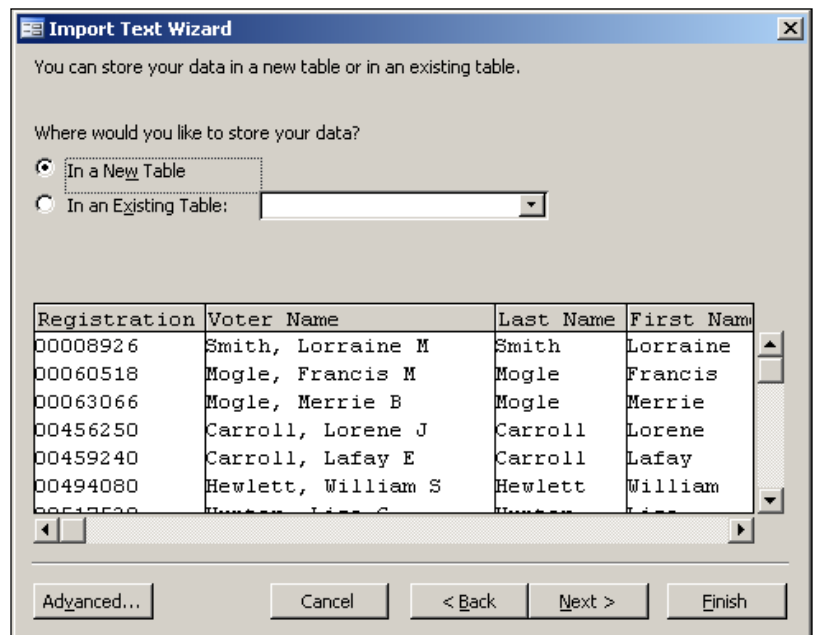 Import Text Wizard
You can store your data in a new table or in an existing table.
Where would you like to store your data?
In a New Table
In an Existing Table:
Registration Voter Name Last Name First Nam
00008926 Smith, Lorraine M Smith Lorraine
00060518 Mogle, Francis M Mogle Francis
00063066 Mogle, Merrie B Mogle Merrie
00456250 Carroll, Lorene J Carroll Lorene
00459240 Carroll, Lafay E Carroll Lafay
00494080 Hewlett, William S Hewlett William
Advanced... Cancel < Back Next > Finish